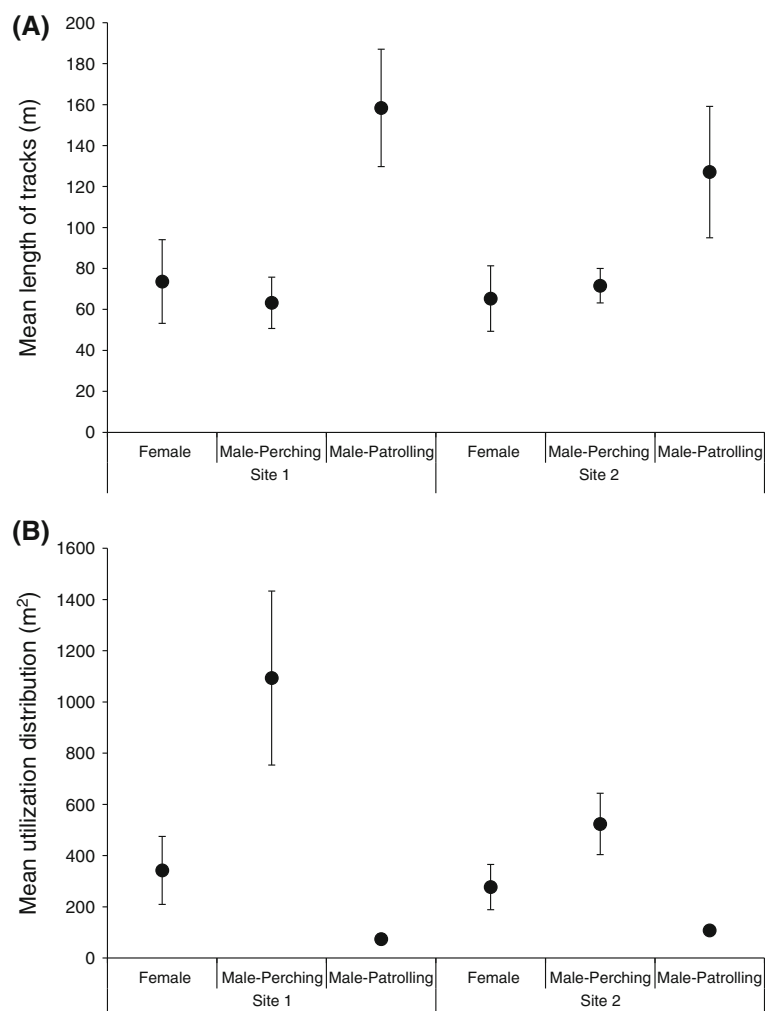 (A)
Mean length of tracks (m)
200
180
160
140
120
100
80
60
40
20
0
Female Male-Perching Male-Patrolling Female Male-Perching Male-Patrolling
Site 1 Site 2
(B)
Mean utilization distribution (m²)
1600
1400
1200
1000
800
600
400
200
0
Female Male-Perching Male-Patrolling Female Male-Perching Male-Patrolling
Site 1 Site 2